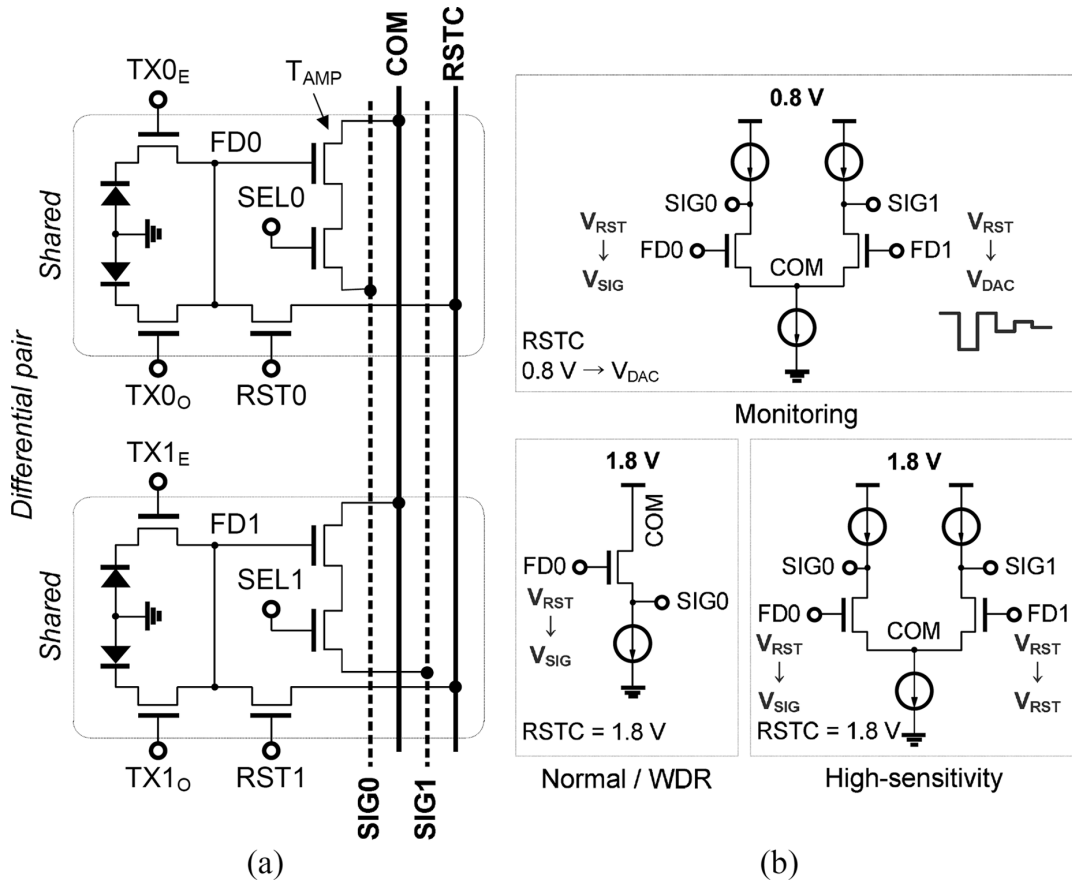 COM
RSTC
TX0E
TAMP
FD0
SEL0
Shared
TX0O
RST0
Differential pair
TX1E
FD1
SEL1
Shared
TX1O
RST1
SIG0
SIG1
(a)
0.8 V
SIG0
SIG1
VRST
↓
VSIG
FD0
COM
FD1
VRST
↓
VDAC
RSTC
0.8 V → VDAC
Monitoring
1.8 V
COM
FD0
VRST
↓
VSIG
SIG0
RSTC = 1.8 V
Normal / WDR
1.8 V
SIG0
SIG1
FD0
COM
FD1
VRST
↓
VSIG
VRST
↓
VRST
RSTC = 1.8 V
High-sensitivity
(b)